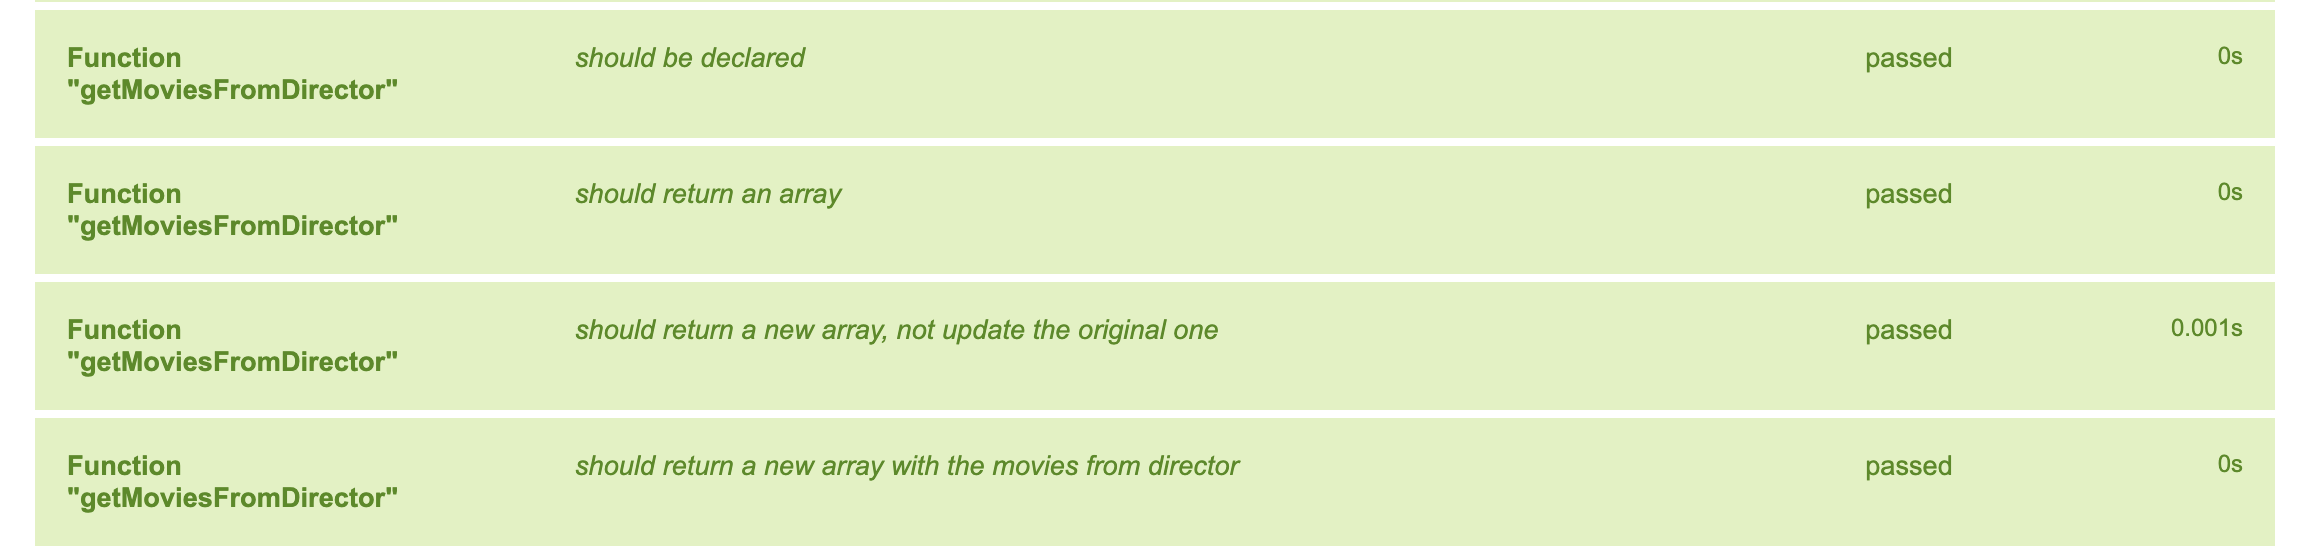 Function
"getMoviesFromDirector"
should be declared
passed
0s
Function
"getMoviesFromDirector"
should return an array
passed
0s
Function
"getMoviesFromDirector"
should return a new array, not update the original one
passed
0.001s
Function
"getMoviesFromDirector"
should return a new array with the movies from director
passed
0s